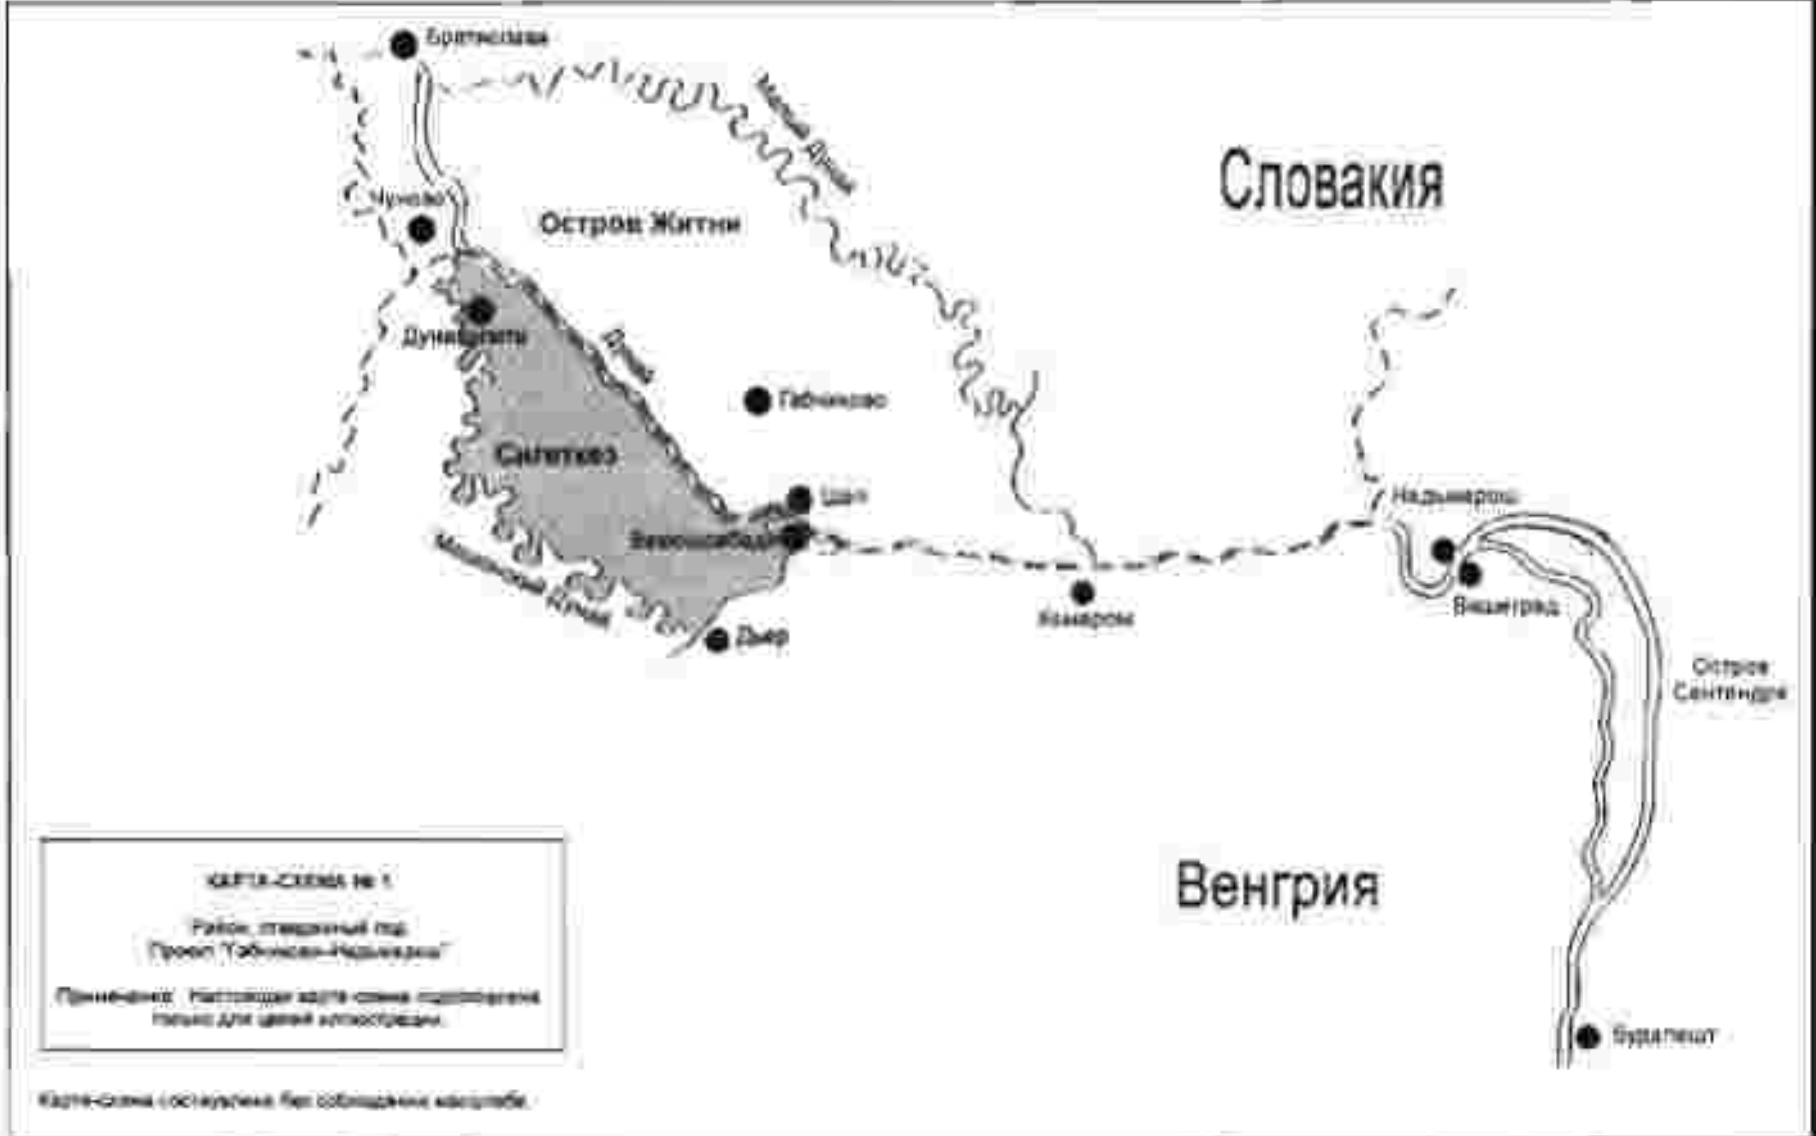 Братислава
Малый Дунай
Словакия
Чуново
Остров Житни
Дунай
Габчиково
Сигеткез
Шап
Надьмарош
Мошонский Дунай
Вишеград
Комаром
Дьер
Остров
Сентендре
Венгрия
КАРТА-СХЕМА № 1
Район, отведенный под
Проект "Габчиково-Надьмарош"
Примечание: Настоящая карта-схема подготовлена
только для целей иллюстрации.
Будапешт
Карта-схема составлена без соблюдения масштаба.